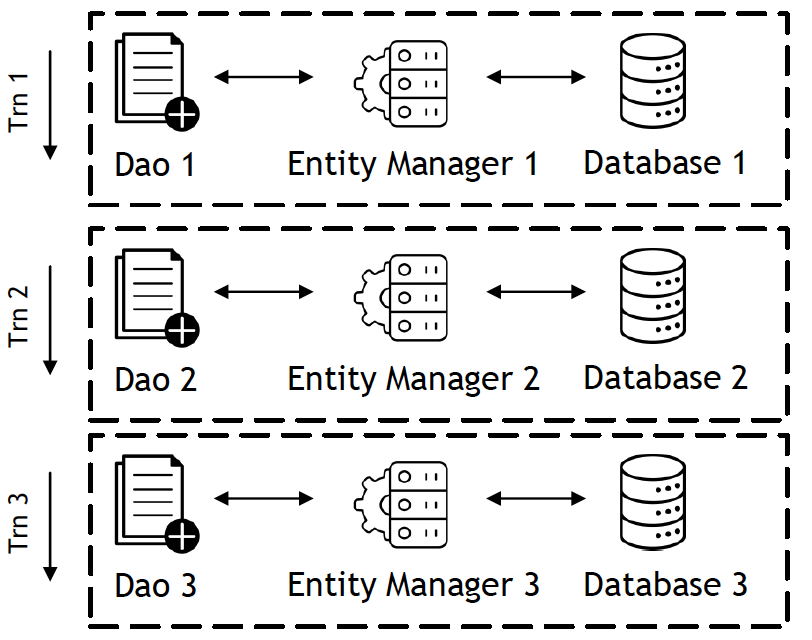 Trn 1
Dao 1
Entity Manager 1
Database 1
Trn 2
Dao 2
Entity Manager 2
Database 2
Trn 3
Dao 3
Entity Manager 3
Database 3